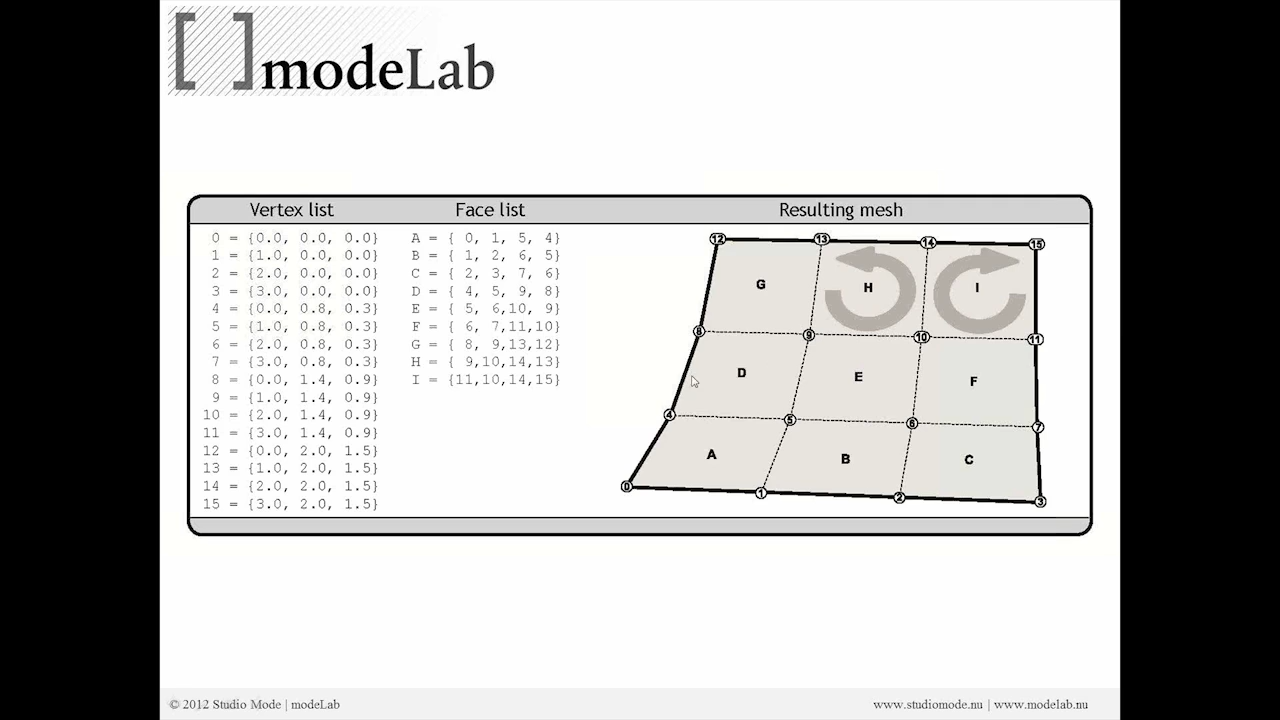 [ ] modeLab
Vertex list
0 = {0.0, 0.0, 0.0}
1 = {1.0, 0.0, 0.0}
2 = {2.0, 0.0, 0.0}
3 = {3.0, 0.0, 0.0}
4 = {0.0, 0.8, 0.3}
5 = {1.0, 0.8, 0.3}
6 = {2.0, 0.8, 0.3}
7 = {3.0, 0.8, 0.3}
8 = {0.0, 1.4, 0.9}
9 = {1.0, 1.4, 0.9}
10 = {2.0, 1.4, 0.9}
11 = {3.0, 1.4, 0.9}
12 = {0.0, 2.0, 1.5}
13 = {1.0, 2.0, 1.5}
14 = {2.0, 2.0, 1.5}
15 = {3.0, 2.0, 1.5}
Face list
A = { 0, 1, 5, 4}
B = { 1, 2, 6, 5}
C = { 2, 3, 7, 6}
D = { 4, 5, 9, 8}
E = { 5, 6,10, 9}
F = { 6, 7,11,10}
G = { 8, 9,13,12}
H = { 9,10,14,13}
I = {11,10,14,15}
Resulting mesh
12 13 14 15
G H I
8 9 10 11
D E F
4 5 6 7
A B C
0 1 2 3
© 2012 Studio Mode | modeLab
www.studiomode.nu | www.modelab.nu